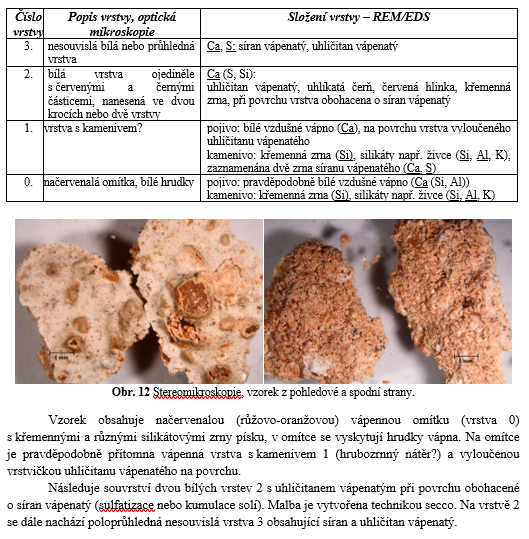 Číslo vrstvy Popis vrstvy, optická mikroskopie Složení vrstvy – REM/EDS
3. nesouvislá bílá nebo průhledná vrstva Ca, S: síran vápenatý, uhličitan vápenatý
2. bílá vrstva ojediněle s červenými a černými částicemi, nanesená ve dvou krocích nebo dvě vrstvy Ca (S, Si):
uhličitan vápenatý, uhlíkatá čerň, červená hlinka, křemenná zrna, při povrchu vrstva obohacena o síran vápenatý
1. vrstva s kamenivem? pojivo: bílé vzdušné vápno (Ca), na povrchu vrstva vyloučeného uhličitanu vápenatého
kamenivo: křemenná zrna (Si), silikáty např. živce (Si, Al, K), zaznamenána dvě zrna síranu vápenatého (Ca, S)
0. načervenalá omítka, bílé hrudky pojivo: pravděpodobně bílé vzdušné vápno (Ca (Si, Al))
kamenivo: křemenná zrna (Si), silikáty např. živce (Si, Al, K)
1 mm
1 mm
Obr. 12 Stereomikroskopie, vzorek z pohledové a spodní strany.
Vzorek obsahuje načervenalou (růžovo-oranžovou) vápennou omítku (vrstva 0)
s křemennými a různými silikátovými zrny písku, v omítce se vyskytují hrudky vápna. Na omítce
je pravděpodobně přítomna vápenná vrstva s kamenivem 1 (hrubozrnný nátěr?) a vyloučenou
vrstvičkou uhličitanu vápenatého na povrchu.
Následuje souvrství dvou bílých vrstev 2 s uhličitanem vápenatým při povrchu obohacené
o síran vápenatý (sulfatizace nebo kumulace solí). Malba je vytvořena technikou secco. Na vrstvě 2
se dále nachází poloprůhledná nesouvislá vrstva 3 obsahující síran a uhličitan vápenatý.